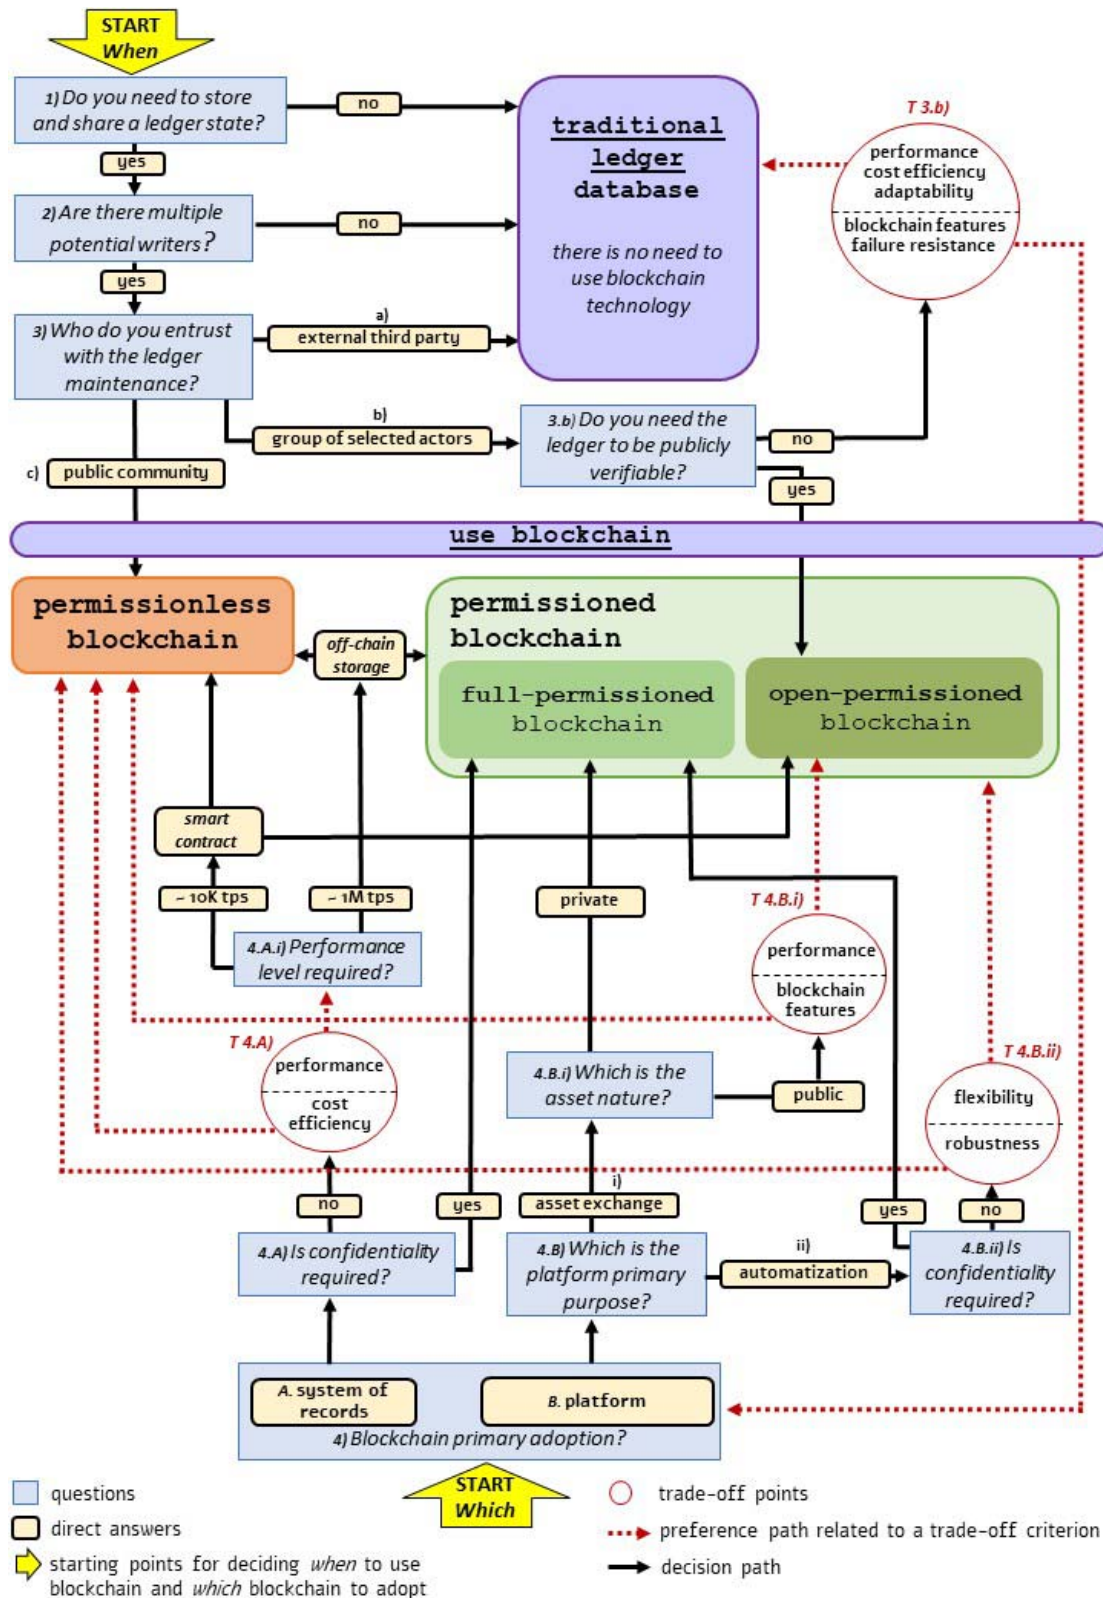 START
When
1) Do you need to store
and share a ledger state?
no
yes
2) Are there multiple
potential writers?
no
yes
3) Who do you entrust
with the ledger
maintenance?
a)
external third party
b)
group of selected actors
c) public community
traditional
ledger
database
there is no need to
use blockchain
technology
T 3.b)
performance
cost efficiency
adaptability
blockchain features
failure resistance
3.b) Do you need the
ledger to be publicly
verifiable?
no
yes
use blockchain
permissionless
blockchain
off-chain
storage
permissioned
blockchain
full-permissioned
blockchain
open-permissioned
blockchain
smart
contract
~ 10K tps
~ 1M tps
4.A.i) Performance
level required?
private
T 4.B.i)
performance
blockchain
features
T 4.A)
performance
cost
efficiency
4.B.i) Which is the
asset nature?
public
T 4.B.ii)
flexibility
robustness
no
yes
i)
asset exchange
yes
no
4.A) Is confidentiality
required?
4.B) Which is the
platform primary
purpose?
ii)
automatization
4.B.ii) Is
confidentiality
required?
A. system of
records
B. platform
4) Blockchain primary adoption?
START
Which
questions
direct answers
starting points for deciding when to use
blockchain and which blockchain to adopt
trade-off points
preference path related to a trade-off criterion
decision path